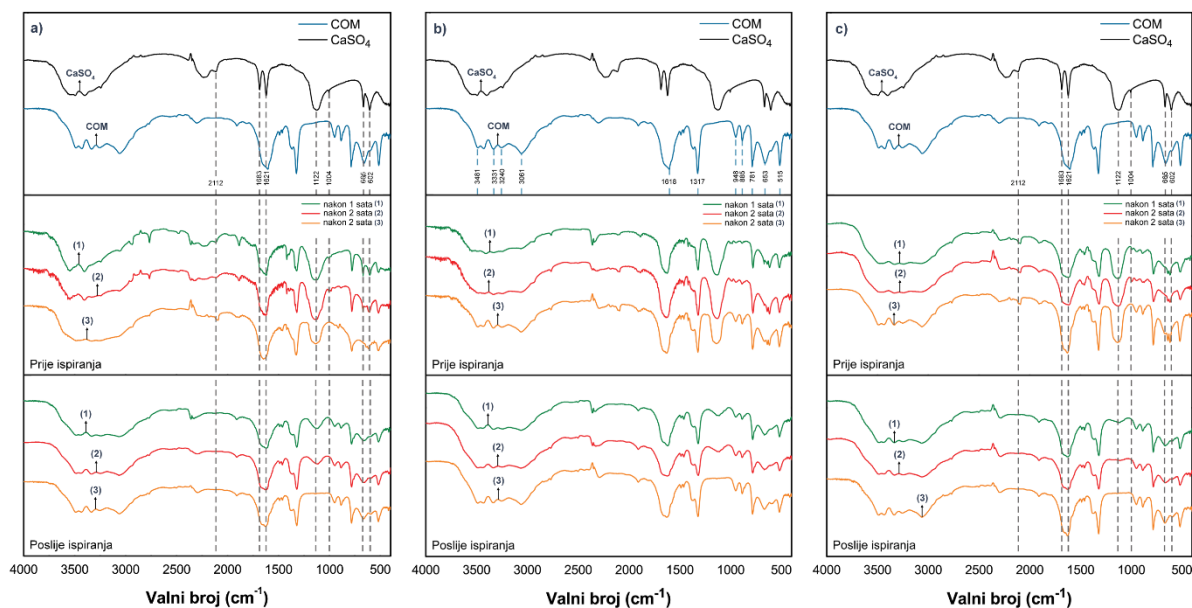 a)
COM
CaSO₄
CaSO₄
COM
2112
1683
1621
1122
1004
665
602
nakon 1 sata (1)
nakon 2 sata (2)
nakon 2 sata (3)
(1)
(2)
(3)
Prije ispiranja
(1)
(2)
(3)
Poslije ispiranja
4000 3500 3000 2500 2000 1500 1000 500
Valni broj (cm⁻¹)
b)
COM
CaSO₄
CaSO₄
COM
3481
3331
3240
3061
1618
1317
948
885
781
653
515
nakon 1 sata (1)
nakon 2 sata (2)
nakon 2 sata (3)
(1)
(2)
(3)
Prije ispiranja
(1)
(2)
(3)
Poslije ispiranja
4000 3500 3000 2500 2000 1500 1000 500
Valni broj (cm⁻¹)
c)
COM
CaSO₄
CaSO₄
COM
2112
1683
1621
1122
1004
665
602
nakon 1 sata (1)
nakon 2 sata (2)
nakon 2 sata (3)
(1)
(2)
(3)
Prije ispiranja
(1)
(2)
(3)
Poslije ispiranja
4000 3500 3000 2500 2000 1500 1000 500
Valni broj (cm⁻¹)